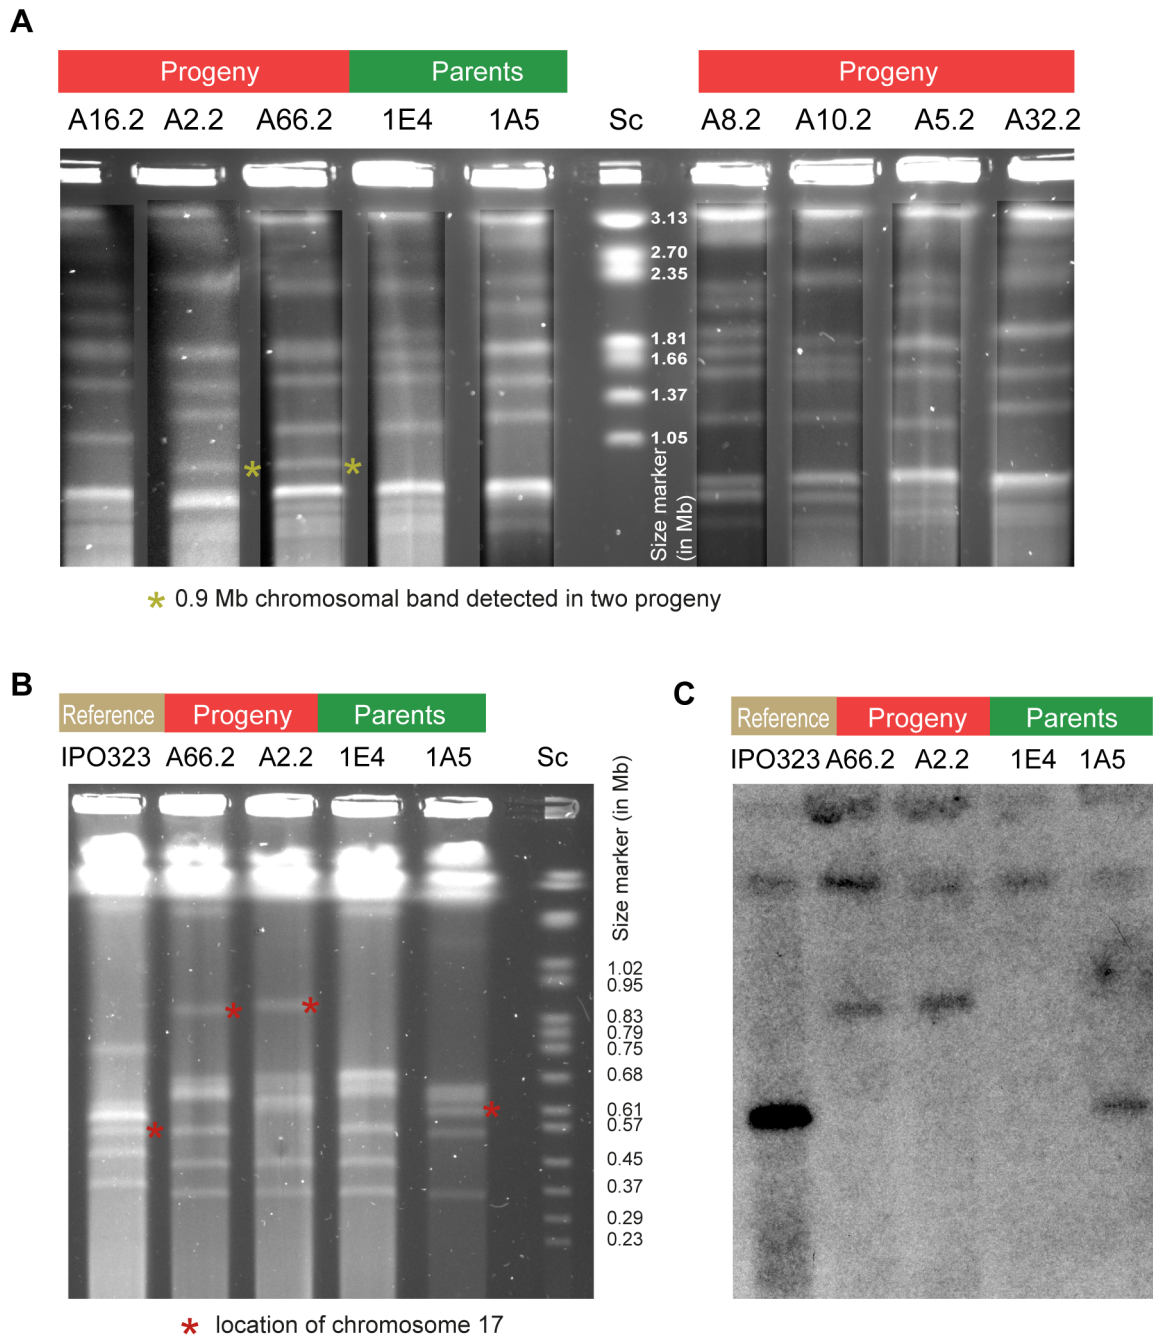 A
Progeny Parents Progeny
A16.2 A2.2 A66.2 1E4 1A5 Sc A8.2 A10.2 A5.2 A32.2
3.13
2.70
2.35
1.81
1.66
1.37
1.05
Size marker
(in Mb)
* 0.9 Mb chromosomal band detected in two progeny
B
Reference Progeny Parents
IPO323 A66.2 A2.2 1E4 1A5 Sc
Size marker (in Mb)
1.02
0.95
0.83
0.79
0.75
0.68
0.61
0.57
0.45
0.37
0.29
0.23
* location of chromosome 17
C
Reference Progeny Parents
IPO323 A66.2 A2.2 1E4 1A5